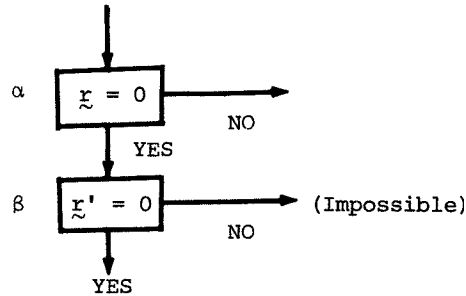 α r̰ = 0
NO
YES
β r̰' = 0 (Impossible)
NO
YES